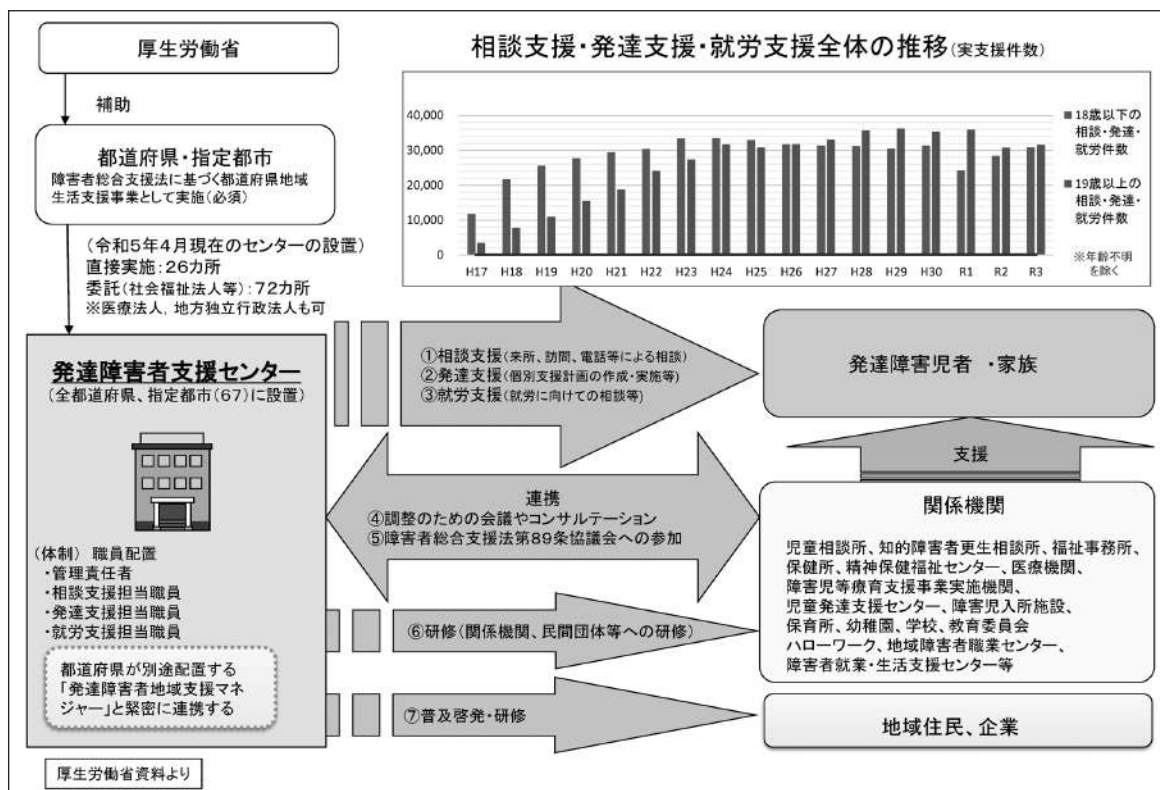 厚生労働省
補助
都道府県・指定都市
障害者総合支援法に基づく都道府県地域
生活支援事業として実施(必須)
(令和5年4月現在のセンターの設置)
直接実施:26カ所
委託(社会福祉法人等):72カ所
※医療法人, 地方独立行政法人も可
相談支援・発達支援・就労支援全体の推移(実支援件数)
40,000
30,000
20,000
10,000
0
H17 H18 H19 H20 H21 H22 H23 H24 H25 H26 H27 H28 H29 H30 R1 R2 R3
■18歳以下の
相談・発達・
就労件数
■19歳以上の
相談・発達・
就労件数
※年齢不明
を除く
発達障害者支援センター
(全都道府県、指定都市(67)に設置)
(体制) 職員配置
・管理責任者
・相談支援担当職員
・発達支援担当職員
・就労支援担当職員
都道府県が別途配置する
「発達障害者地域支援マネ
ジャー」と緊密に連携する
①相談支援(来所、訪問、電話等による相談)
②発達支援(個別支援計画の作成・実施等)
③就労支援(就労に向けての相談等)
発達障害児者 ・家族
支援
連携
④調整のための会議やコンサルテーション
⑤障害者総合支援法第89条協議会への参加
関係機関
児童相談所、知的障害者更生相談所、福祉事務所、
保健所、精神保健福祉センター、医療機関、
障害児等療育支援事業実施機関、
児童発達支援センター、障害児入所施設、
保育所、幼稚園、学校、教育委員会
ハローワーク、地域障害者職業センター、
障害者就業・生活支援センター等
⑥研修(関係機関、民間団体等への研修)
⑦普及啓発・研修
地域住民、企業
厚生労働省資料より